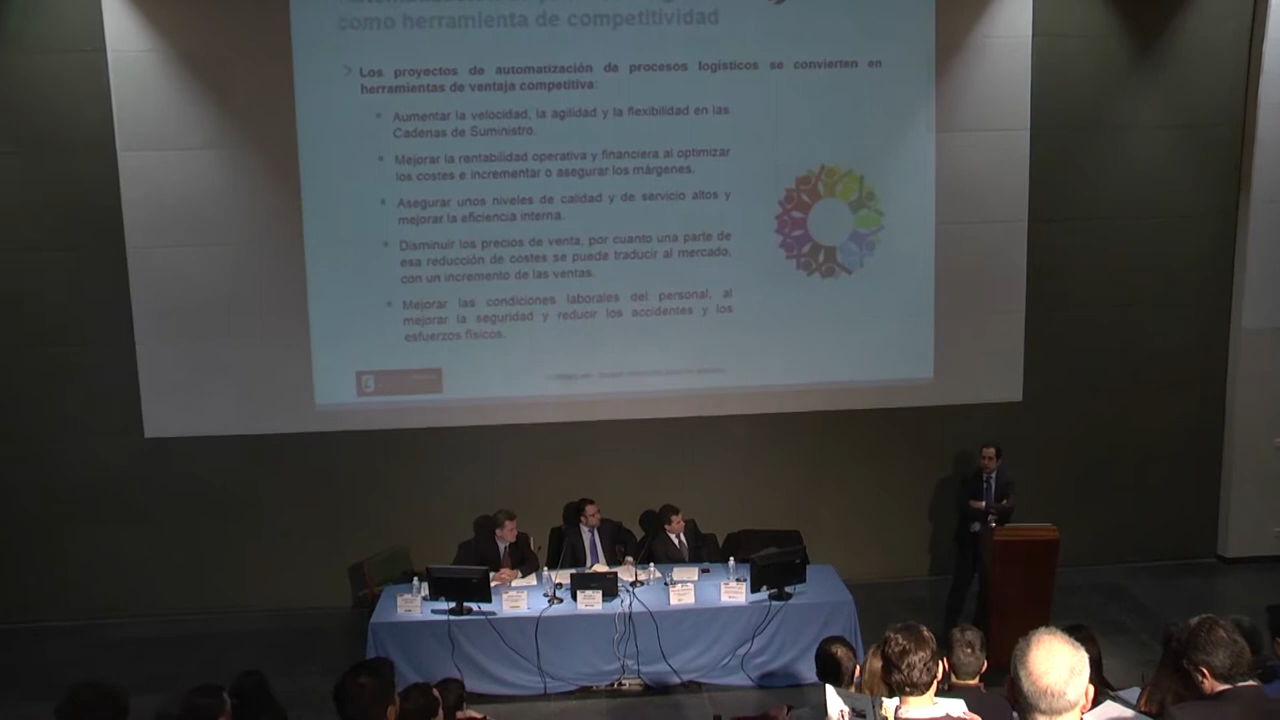 como herramienta de competitividad
Los proyectos de automatización de procesos logísticos se convierten en
herramientas de ventaja competitiva:
Aumentar la velocidad, la agilidad y la flexibilidad en las
Cadenas de Suministro.
Mejorar la rentabilidad operativa y financiera al optimizar
los costes e incrementar o asegurar los márgenes.
Asegurar unos niveles de calidad y de servicio altos y
mejorar la eficiencia interna.
Disminuir los precios de venta, por cuanto una parte de
esa reducción de costes se puede traducir al mercado,
con un incremento de las ventas.
Mejorar las condiciones laborales del personal, al
mejorar la seguridad y reducir los accidentes y los
esfuerzos físicos.